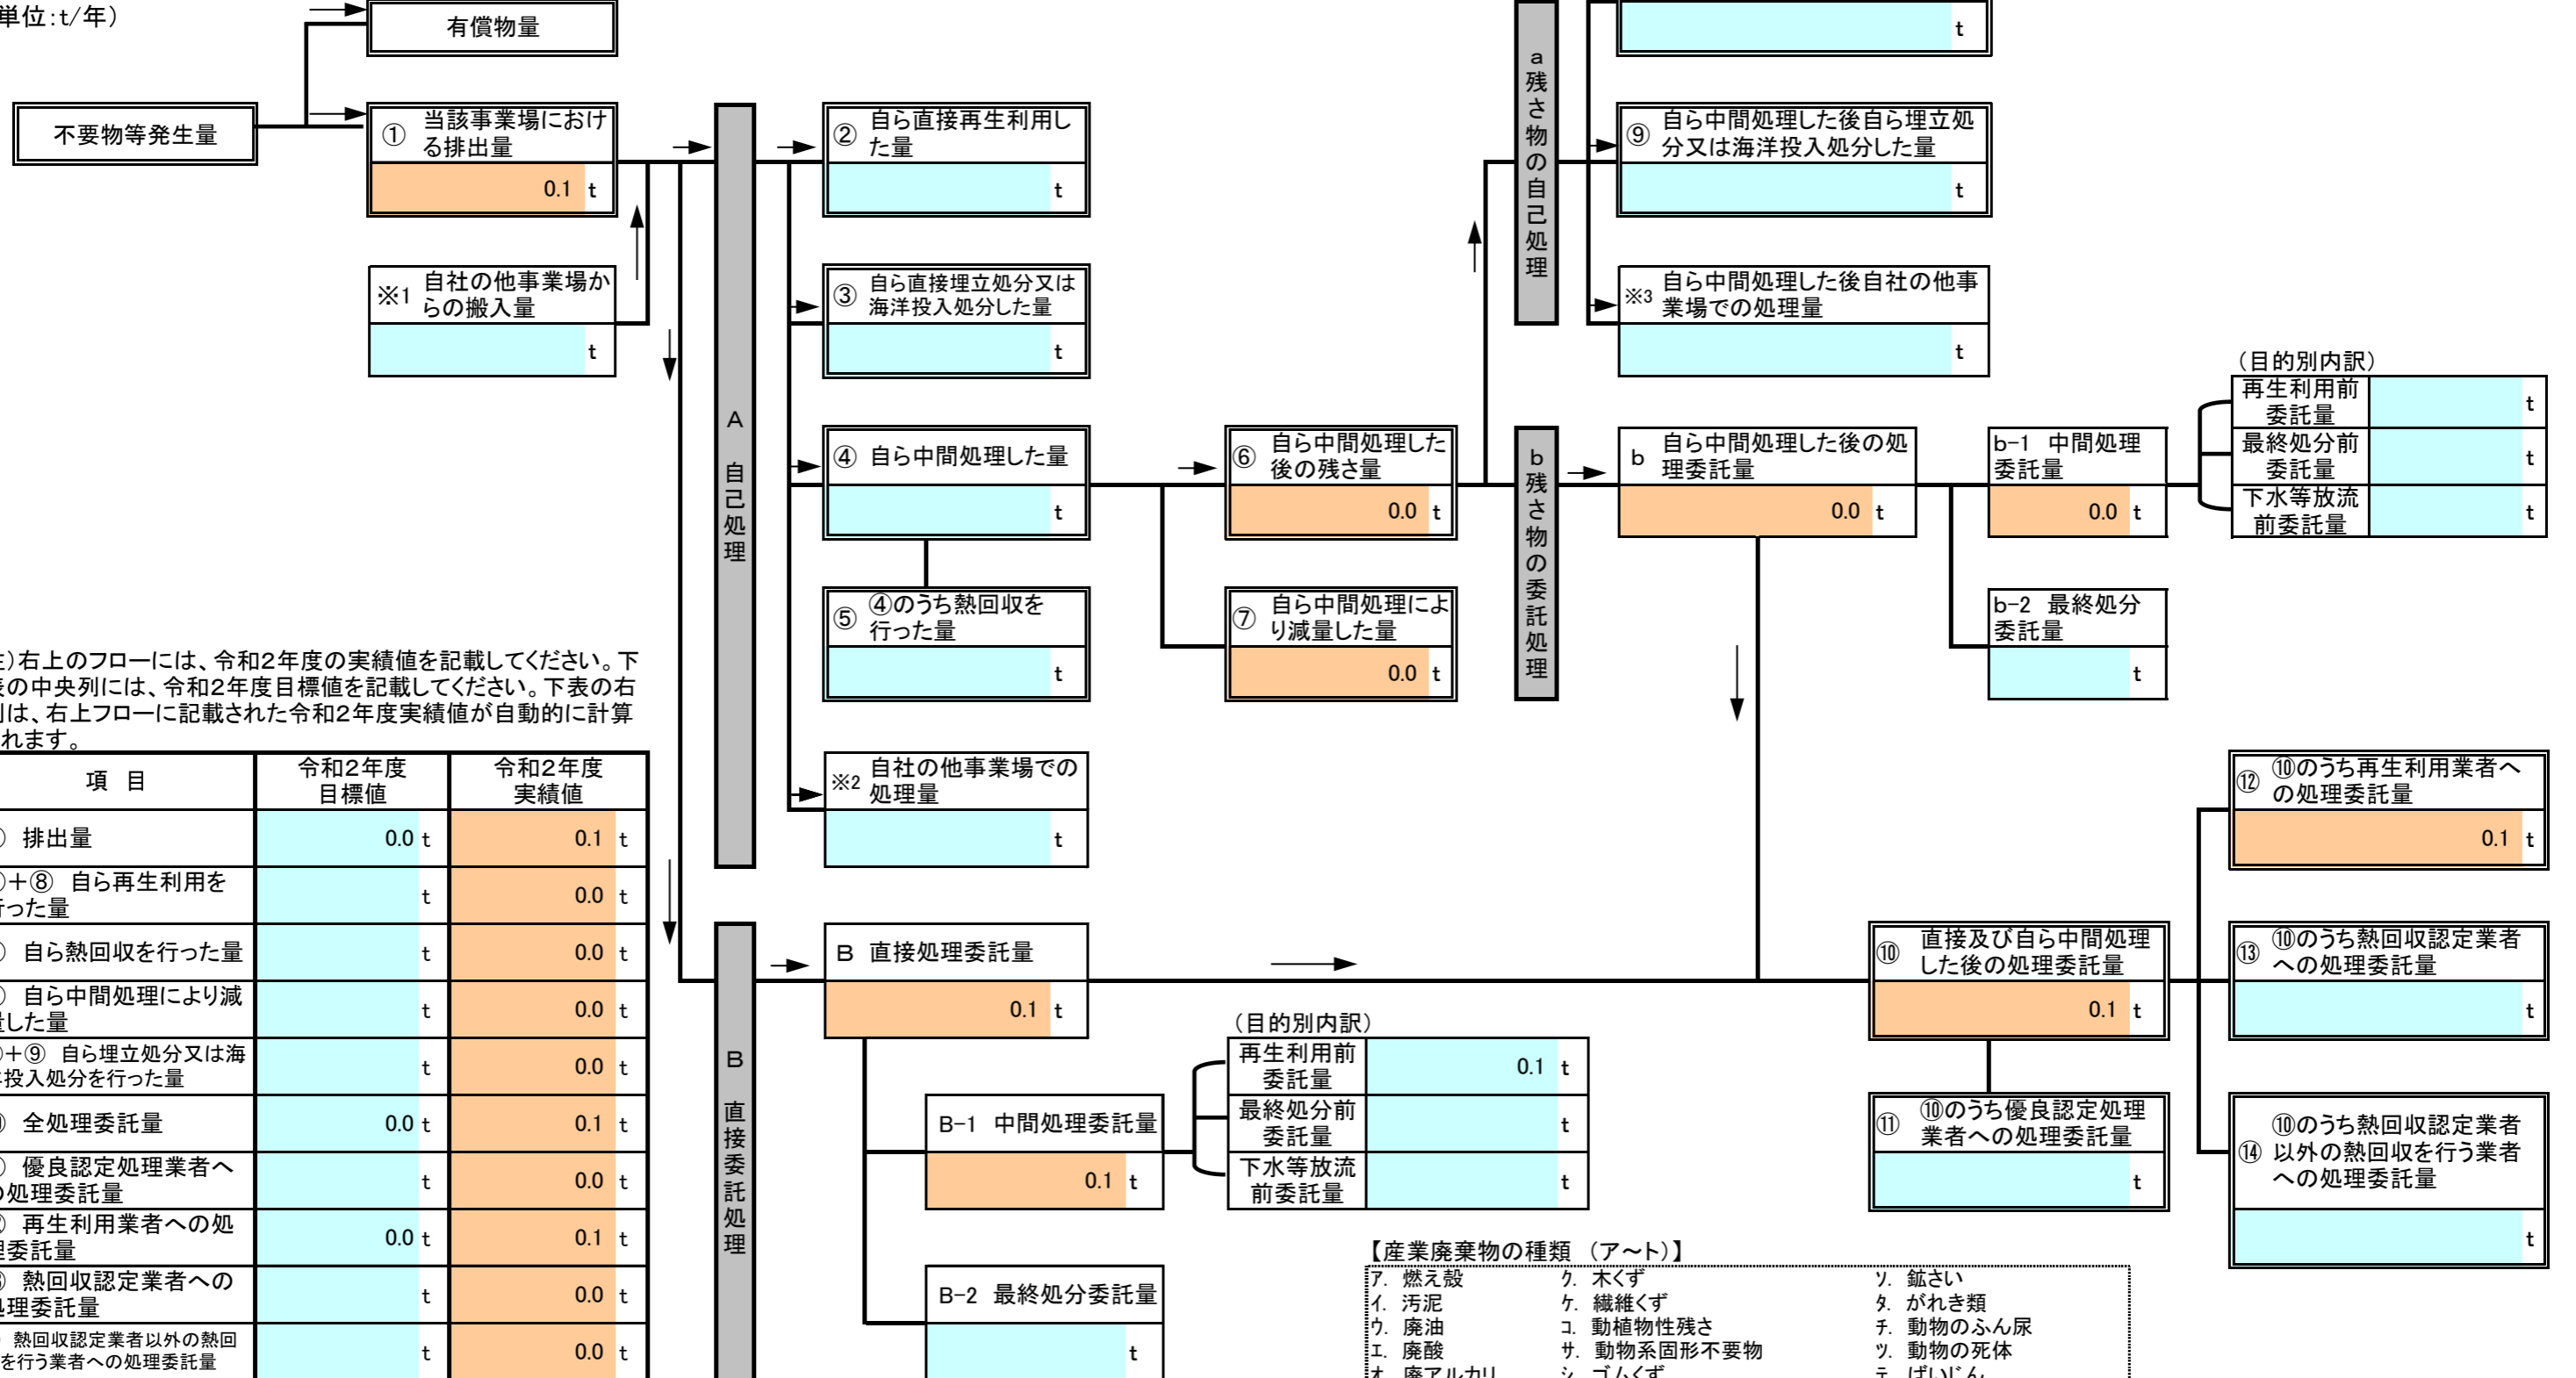 単位:t/年)
有償物量
不要物等発生量
① 当該事業場におけ
る排出量
0.1 t
※1 自社の他事業場か
らの搬入量
t
A
自己処理
② 自ら直接再生利用し
た量
t
③ 自ら直接埋立処分又は
海洋投入処分した量
t
④ 自ら中間処理した量
t
⑤ ④のうち熱回収を
行った量
t
※2 自社の他事業場での
処理量
t
⑥ 自ら中間処理した
後の残さ量
0.0 t
⑦ 自ら中間処理によ
り減量した量
0.0 t
a
残さ物の自己処理
t
⑨ 自ら中間処理した後自ら埋立処
分又は海洋投入処分した量
t
※3 自ら中間処理した後自社の他事
業場での処理量
t
b
残さ物の委託処理
b 自ら中間処理した後の処
理委託量
0.0 t
b-1 中間処理
委託量
0.0 t
b-2 最終処分
委託量
t
(目的別内訳)
再生利用前
委託量
t
最終処分前
委託量
t
下水等放流
前委託量
t
)右上のフローには、令和2年度の実績値を記載してください。下
表の中央列には、令和2年度目標値を記載してください。下表の右
列は、右上フローに記載された令和2年度実績値が自動的に計算
れます。
項 目
令和2年度
目標値
令和2年度
実績値
排出量
0.0 t
0.1 t
+⑧ 自ら再生利用を
行った量
t
0.0 t
自ら熱回収を行った量
t
0.0 t
自ら中間処理により減
量した量
t
0.0 t
+⑨ 自ら埋立処分又は海
洋投入処分を行った量
t
0.0 t
全処理委託量
0.0 t
0.1 t
優良認定処理業者へ
の処理委託量
t
0.0 t
再生利用業者への処
理委託量
0.0 t
0.1 t
熱回収認定業者への
処理委託量
t
0.0 t
熱回収認定業者以外の熱回
を行う業者への処理委託量
t
0.0 t
B
直接委託処理
B 直接処理委託量
0.1 t
B-1 中間処理委託量
0.1 t
B-2 最終処分委託量
t
(目的別内訳)
再生利用前
委託量
0.1 t
最終処分前
委託量
t
下水等放流
前委託量
t
⑩ 直接及び自ら中間処理
した後の処理委託量
0.1 t
⑪ ⑩のうち優良認定処理
業者への処理委託量
t
⑫ ⑩のうち再生利用業者へ
の処理委託量
0.1 t
⑬ ⑩のうち熱回収認定業者
への処理委託量
t
⑭ ⑩のうち熱回収認定業者
以外の熱回収を行う業者
への処理委託量
t
【産業廃棄物の種類 (ア~ト)】
ア. 燃え殻 ク. 木くず ソ. 鉱さい
イ. 汚泥 ケ. 繊維くず タ. がれき類
ウ. 廃油 コ. 動植物性残さ チ. 動物のふん尿
エ. 廃酸 サ. 動物系固形不要物 ツ. 動物の死体
オ. 廃アルカリ シ. ゴムくず テ. ばいじん